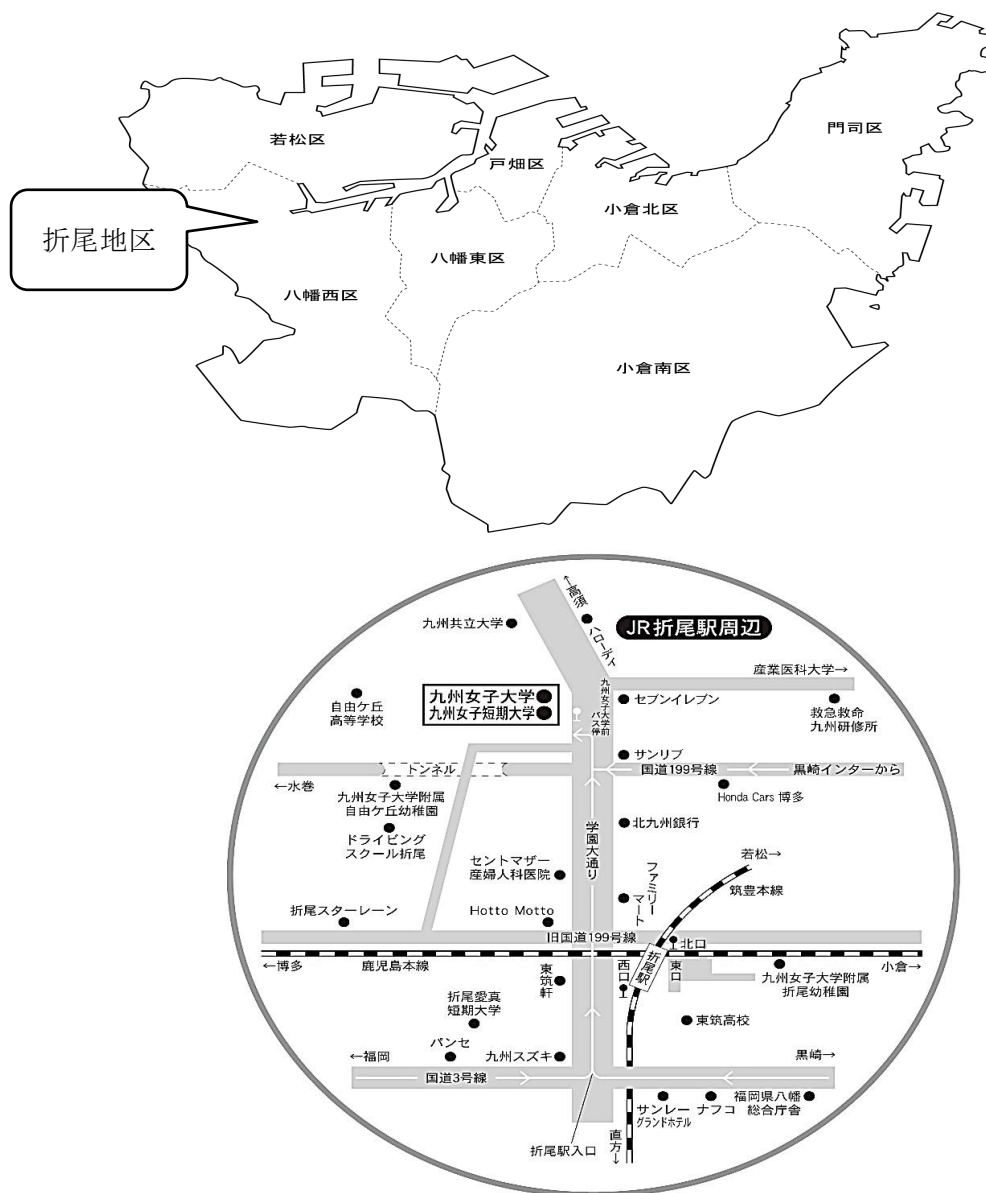 若松区
戸畑区
門司区
小倉北区
折尾地区
八幡東区
八幡西区
小倉南区
←高須
ハローデイ
JR折尾駅周辺
九州共立大学
産業医科大学→
九州女子大学
九州女子短期大学
九州女子大学前
バス停
セブンイレブン
自由ケ丘
高等学校
救急救命
九州研修所
サンリブ
トンネル
国道199号線
黒崎インターから
←水巻
九州女子大学附属
自由ケ丘幼稚園
Honda Cars 博多
ドライビング
スクール折尾
北九州銀行
学園大通り
セントマザー
産婦人科医院
ファミリー
マート
若松→
筑豊本線
折尾スターレーン
Hotto Motto
旧国道199号線
北口
←博多
鹿児島本線
東筑軒
西口
折尾駅
東口
小倉→
九州女子大学附属
折尾幼稚園
折尾愛真
短期大学
東筑高校
パンセ
←福岡
九州スズキ
黒崎→
国道3号線
サンレー
グランドホテル
ナフコ
福岡県八幡
総合庁舎
折尾駅入口
直方→